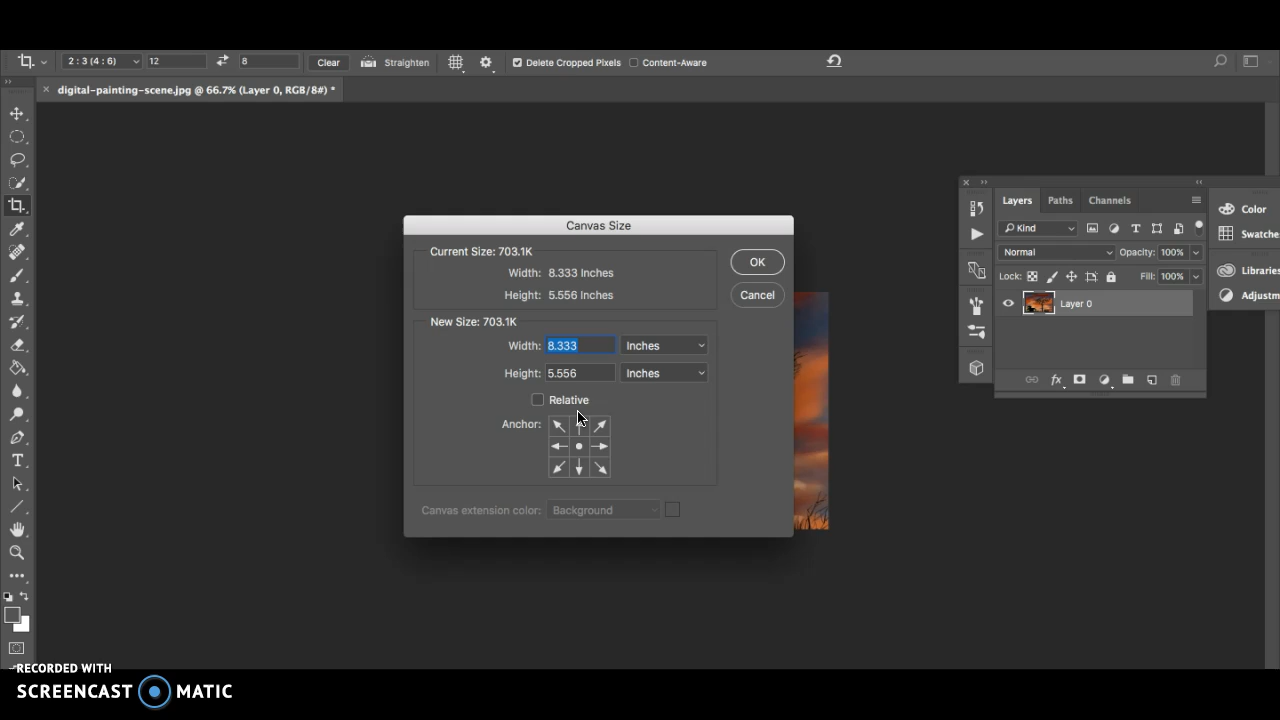 2 : 3 (4 : 6) 12 8 Clear Straighten Delete Cropped Pixels Content-Aware
digital-painting-scene.jpg @ 66.7% (Layer 0, RGB/8#) *
Canvas Size
Current Size: 703.1K
Width: 8.333 Inches
Height: 5.556 Inches
OK
Cancel
New Size: 703.1K
Width: 8.333 Inches
Height: 5.556 Inches
Relative
Anchor:
Canvas extension color: Background
Layers Paths Channels
Kind
Normal Opacity: 100%
Lock: Fill: 100%
Layer 0
Color
Swatches
Libraries
Adjustm
RECORDED WITH
SCREENCAST MATIC